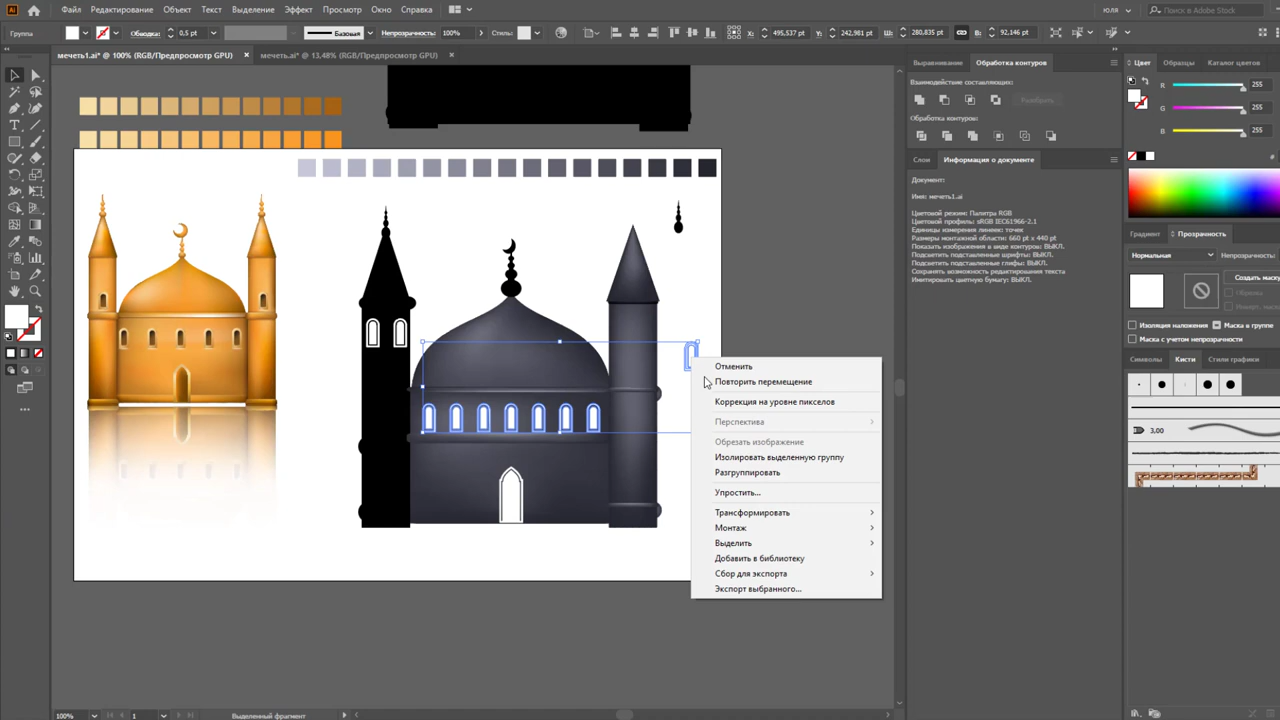 Ai
Файл
Редактирование
Объект
Текст
Выделение
Эффект
Просмотр
Окно
Справка
ЮЛИЯ
Поиск в Adobe Stock
Группа
Обводка:
0,5 pt
Базовая
Непрозрачность:
100%
Стиль:
X:
495,537 pt
Y:
242,981 pt
Ш:
280,835 pt
В:
92,146 pt
мечеть1.ai* @ 100% (RGB/Предпросмотр GPU)
мечеть.ai* @ 13,48% (RGB/Предпросмотр GPU)
Выравнивание
Обработка контуров
Взаимодействие составляющих:
Разобрать
Обработка контуров:
Слои
Информация о документе
Документ:
Имя: мечеть1.ai
Цветовой режим: Палитра RGB
Цветовой профиль: sRGB IEC61966-2.1
Единицы измерения линеек: точек
Размеры монтажной области: 660 pt x 440 pt
Показать изображения в виде контуров: ВЫКЛ.
Подсветить подстановочные шрифты: ВЫКЛ.
Подсветить подстановочные глифы: ВЫКЛ.
Сохранять возможность редактирования текста
Имитировать цветную бумагу: ВЫКЛ.
Цвет
Образцы
Каталог цветов
R
255
G
255
B
255
#
Градиент
Прозрачность
Нормальная
Непрозрачность:
Создать маску
Обрезка
Изоляция наложения
Маска в группе
Маска с учетом непрозрачности
Символы
Кисти
Стили графики
3,00
Отменить
Повторить перемещение
Коррекция на уровне пикселов
Перспектива
Обрезать изображение
Изолировать выделенную группу
Разгруппировать
Упростить...
Трансформировать
Монтаж
Выделить
Добавить в библиотеку
Сбор для экспорта
Экспорт выбранного...
100%
1
Выделенный фрагмент